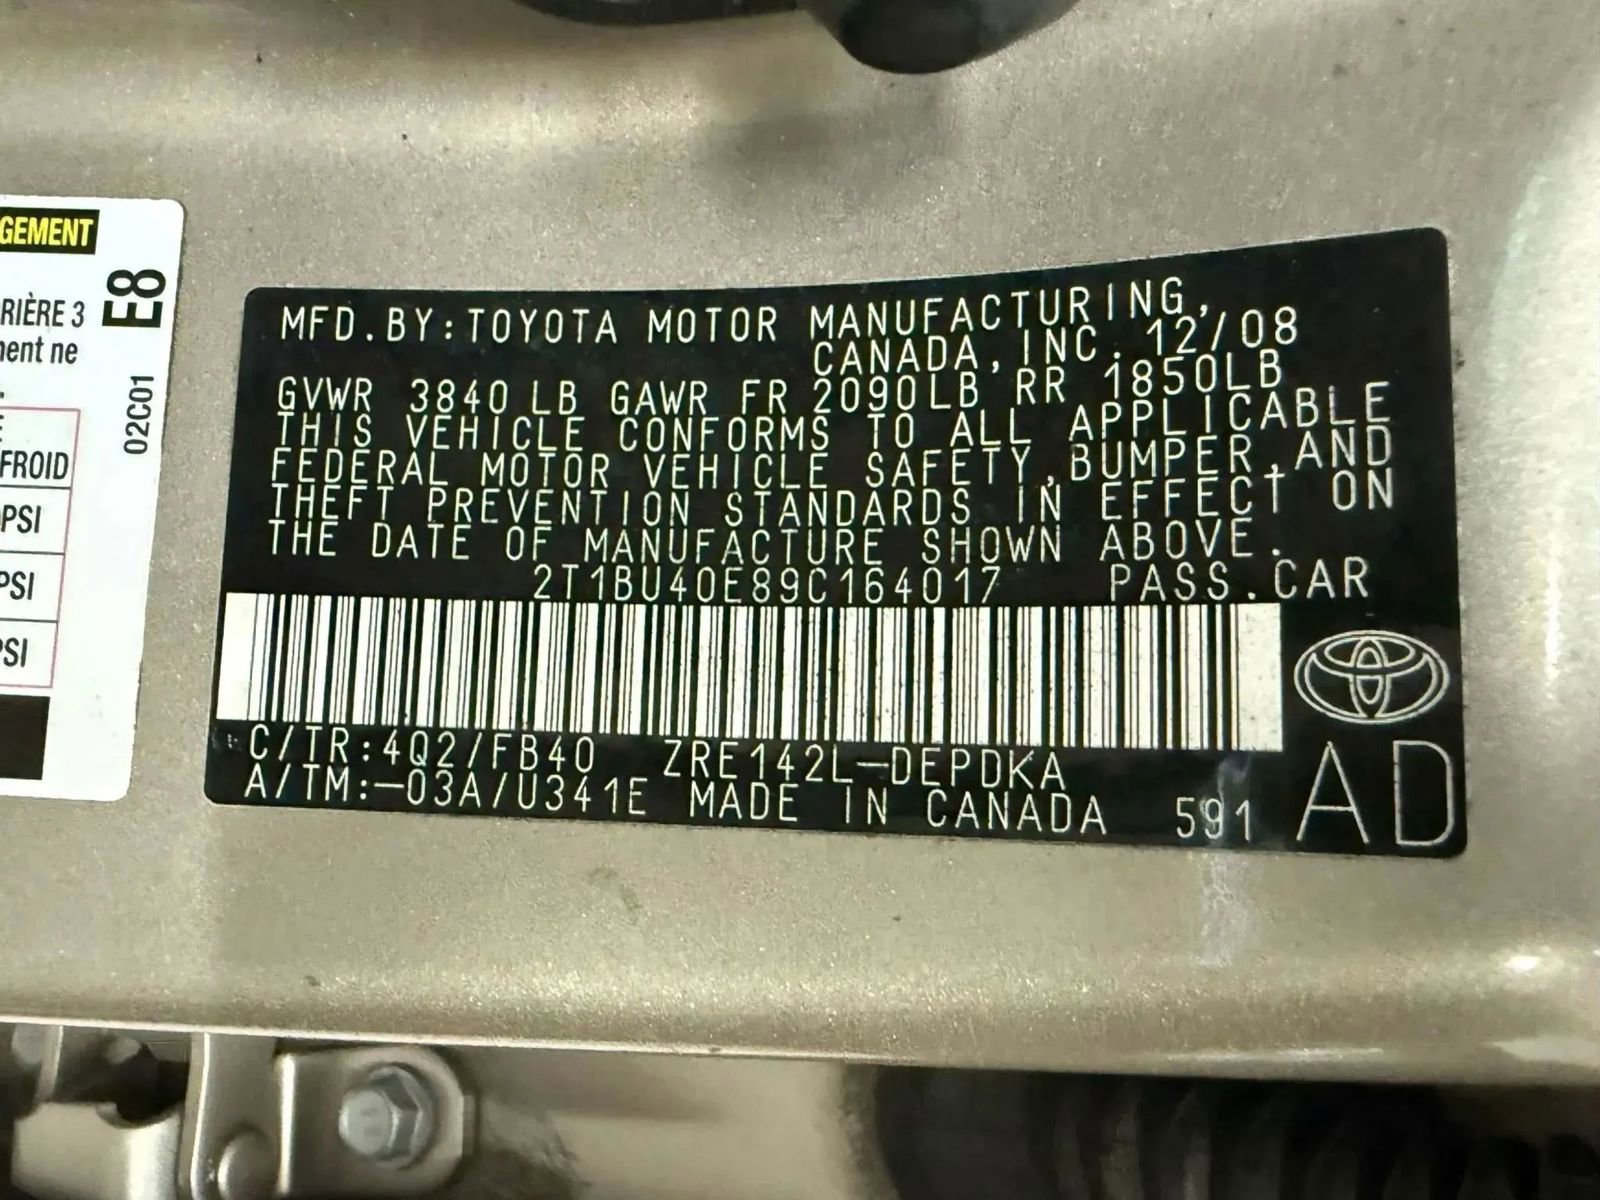 GEMENT
E8
RIÈRE 3
ment ne
02C01
FROID
PSI
PSI
PSI
MFD.BY:TOYOTA MOTOR MANUFACTURING,
CANADA,INC. 12/08
GVWR 3840LB GAWR FR 2090LB RR 1850LB
THIS VEHICLE CONFORMS TO ALL APPLICABLE
FEDERAL MOTOR VEHICLE SAFETY,BUMPER,AND
THEFT PREVENTION STANDARDS IN EFFECT ON
THE DATE OF MANUFACTURE SHOWN ABOVE.
2T1BU40E89C164017 PASS.CAR
C/TR:4Q2/FB40 ZRE142L-DEPDKA
A/TM:-03A/U341E MADE IN CANADA 591 AD